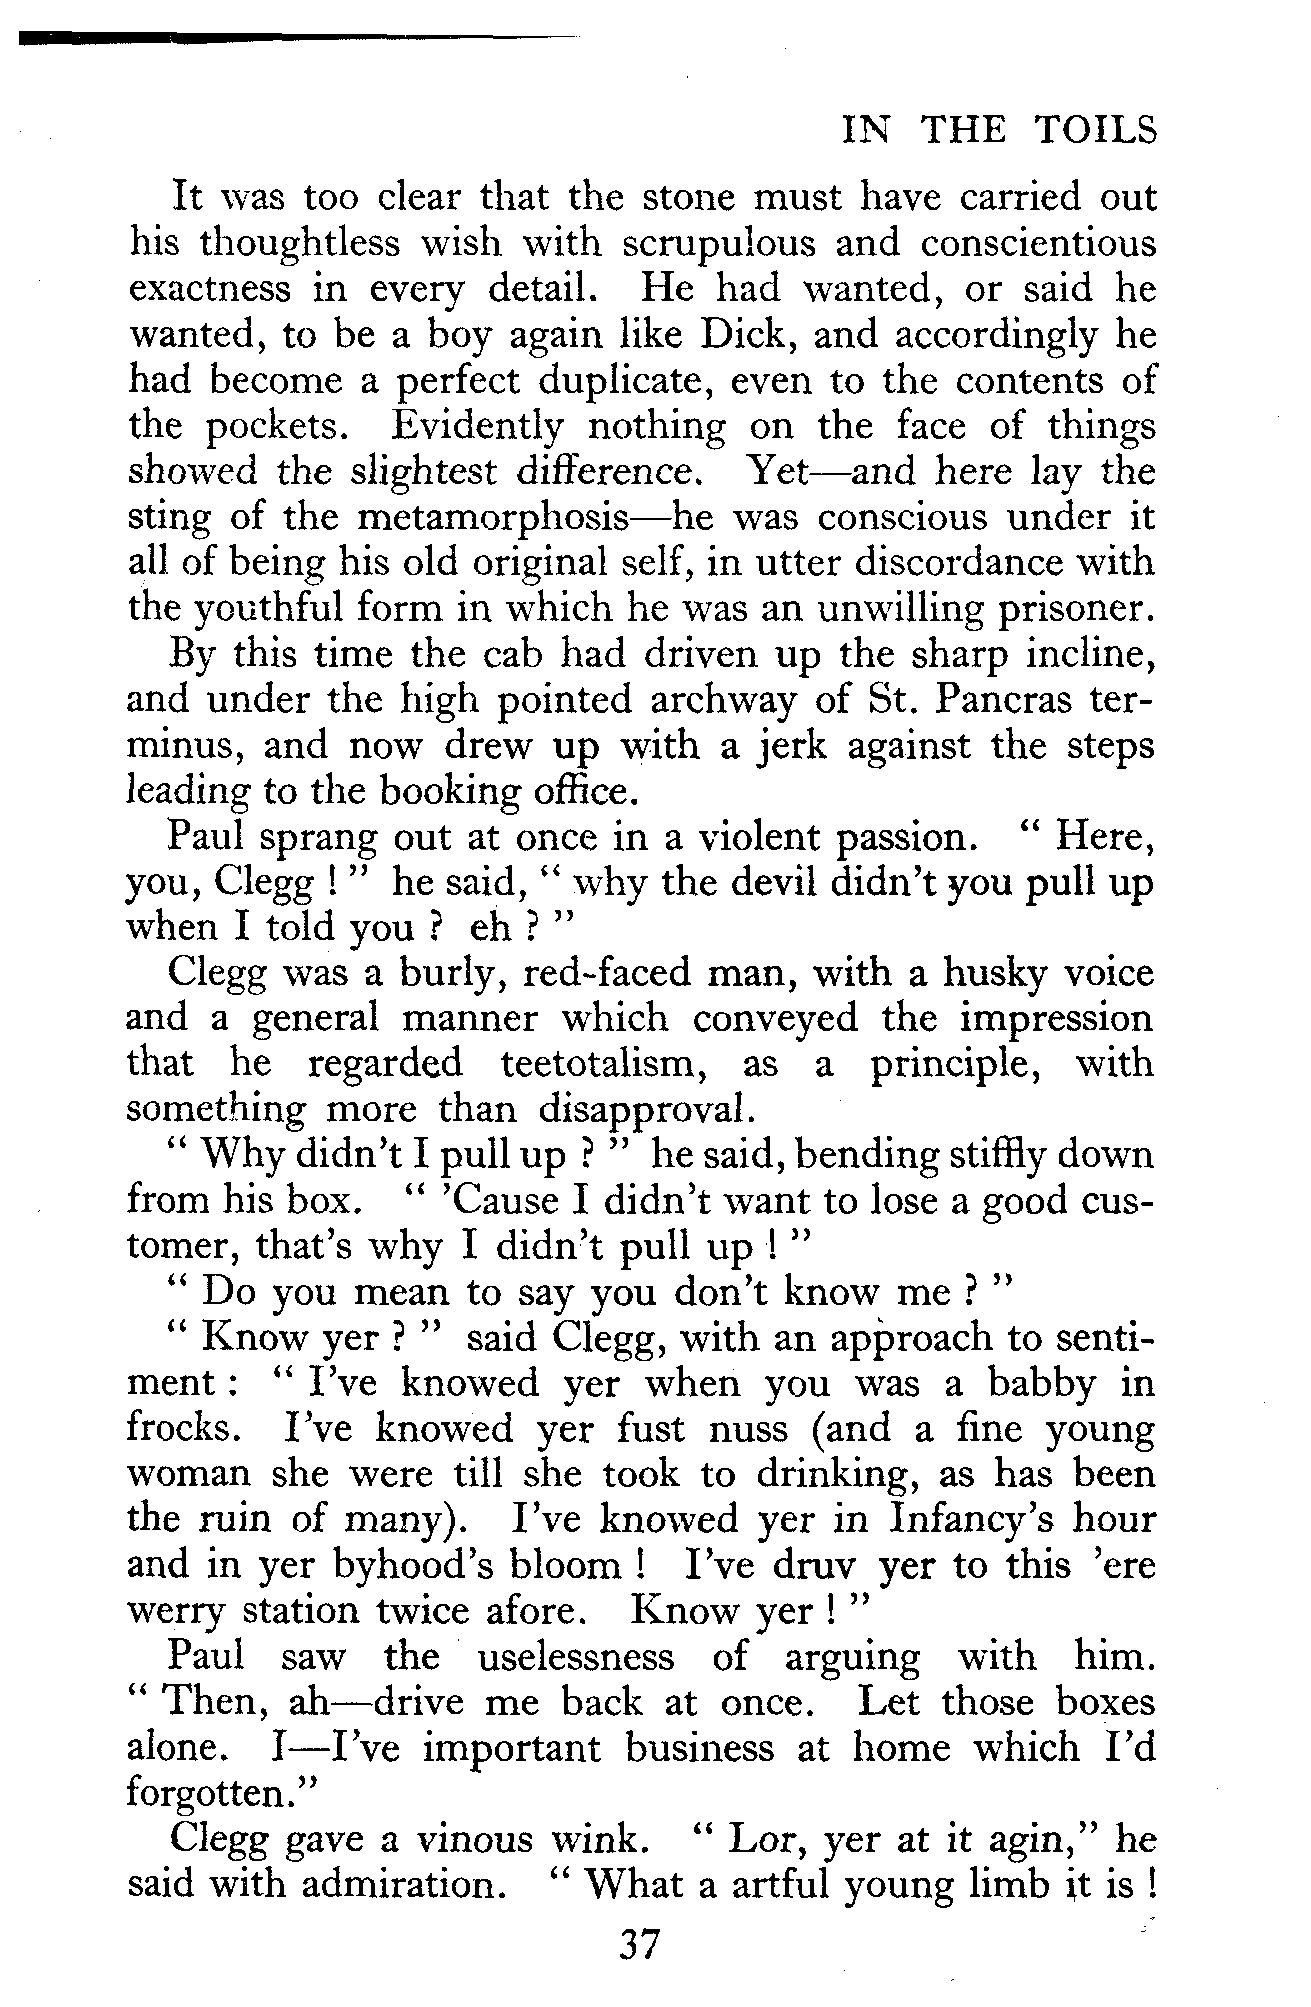 IN THE TOILS
It was too clear that the stone must have carried out
his thoughtless wish with scrupulous and conscientious
exactness in every detail. He had wanted, or said he
wanted, to be a boy again like Dick, and accordingly he
had become a perfect duplicate, even to the contents of
the pockets. Evidently nothing on the face of things
showed the slightest difference. Yet—and here lay the
sting of the metamorphosis—he was conscious under it
all of being his old original self, in utter discordance with
the youthful form in which he was an unwilling prisoner.
By this time the cab had driven up the sharp incline,
and under the high pointed archway of St. Pancras ter-
minus, and now drew up with a jerk against the steps
leading to the booking office.
Paul sprang out at once in a violent passion. “ Here,
you, Clegg ! ” he said, “ why the devil didn't you pull up
when I told you ? eh ? ”
Clegg was a burly, red-faced man, with a husky voice
and a general manner which conveyed the impression
that he regarded teetotalism, as a principle, with
something more than disapproval.
“ Why didn't I pull up ? ” he said, bending stiffly down
from his box. “ 'Cause I didn't want to lose a good cus-
tomer, that's why I didn't pull up ! ”
“ Do you mean to say you don't know me ? ”
“ Know yer ? ” said Clegg, with an approach to senti-
ment : “ I've knowed yer when you was a babby in
frocks. I've knowed yer fust nuss (and a fine young
woman she were till she took to drinking, as has been
the ruin of many). I've knowed yer in Infancy's hour
and in yer byhood's bloom ! I've druv yer to this 'ere
werry station twice afore. Know yer ! ”
Paul saw the uselessness of arguing with him.
“ Then, ah—drive me back at once. Let those boxes
alone. I—I've important business at home which I'd
forgotten.”
Clegg gave a vinous wink. “ Lor, yer at it agin,” he
said with admiration. “ What a artful young limb it is !
37